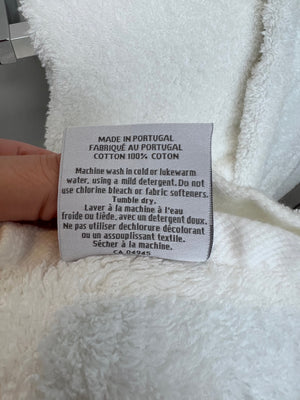 MADE IN PORTUGAL
FABRIQUÉ AU PORTUGAL
COTTON 100% COTON
Machine wash in cold or lukewarm
water, using a mild detergent. Do not
use chlorine bleach or fabric softeners.
Tumble dry.
Laver à la machine à l'eau
froide ou tiède, avec un detergent doux.
Ne pas utiliser dechlorure décolorant
ou un assouplissant textile.
Sécher à la machine.
CA 04945